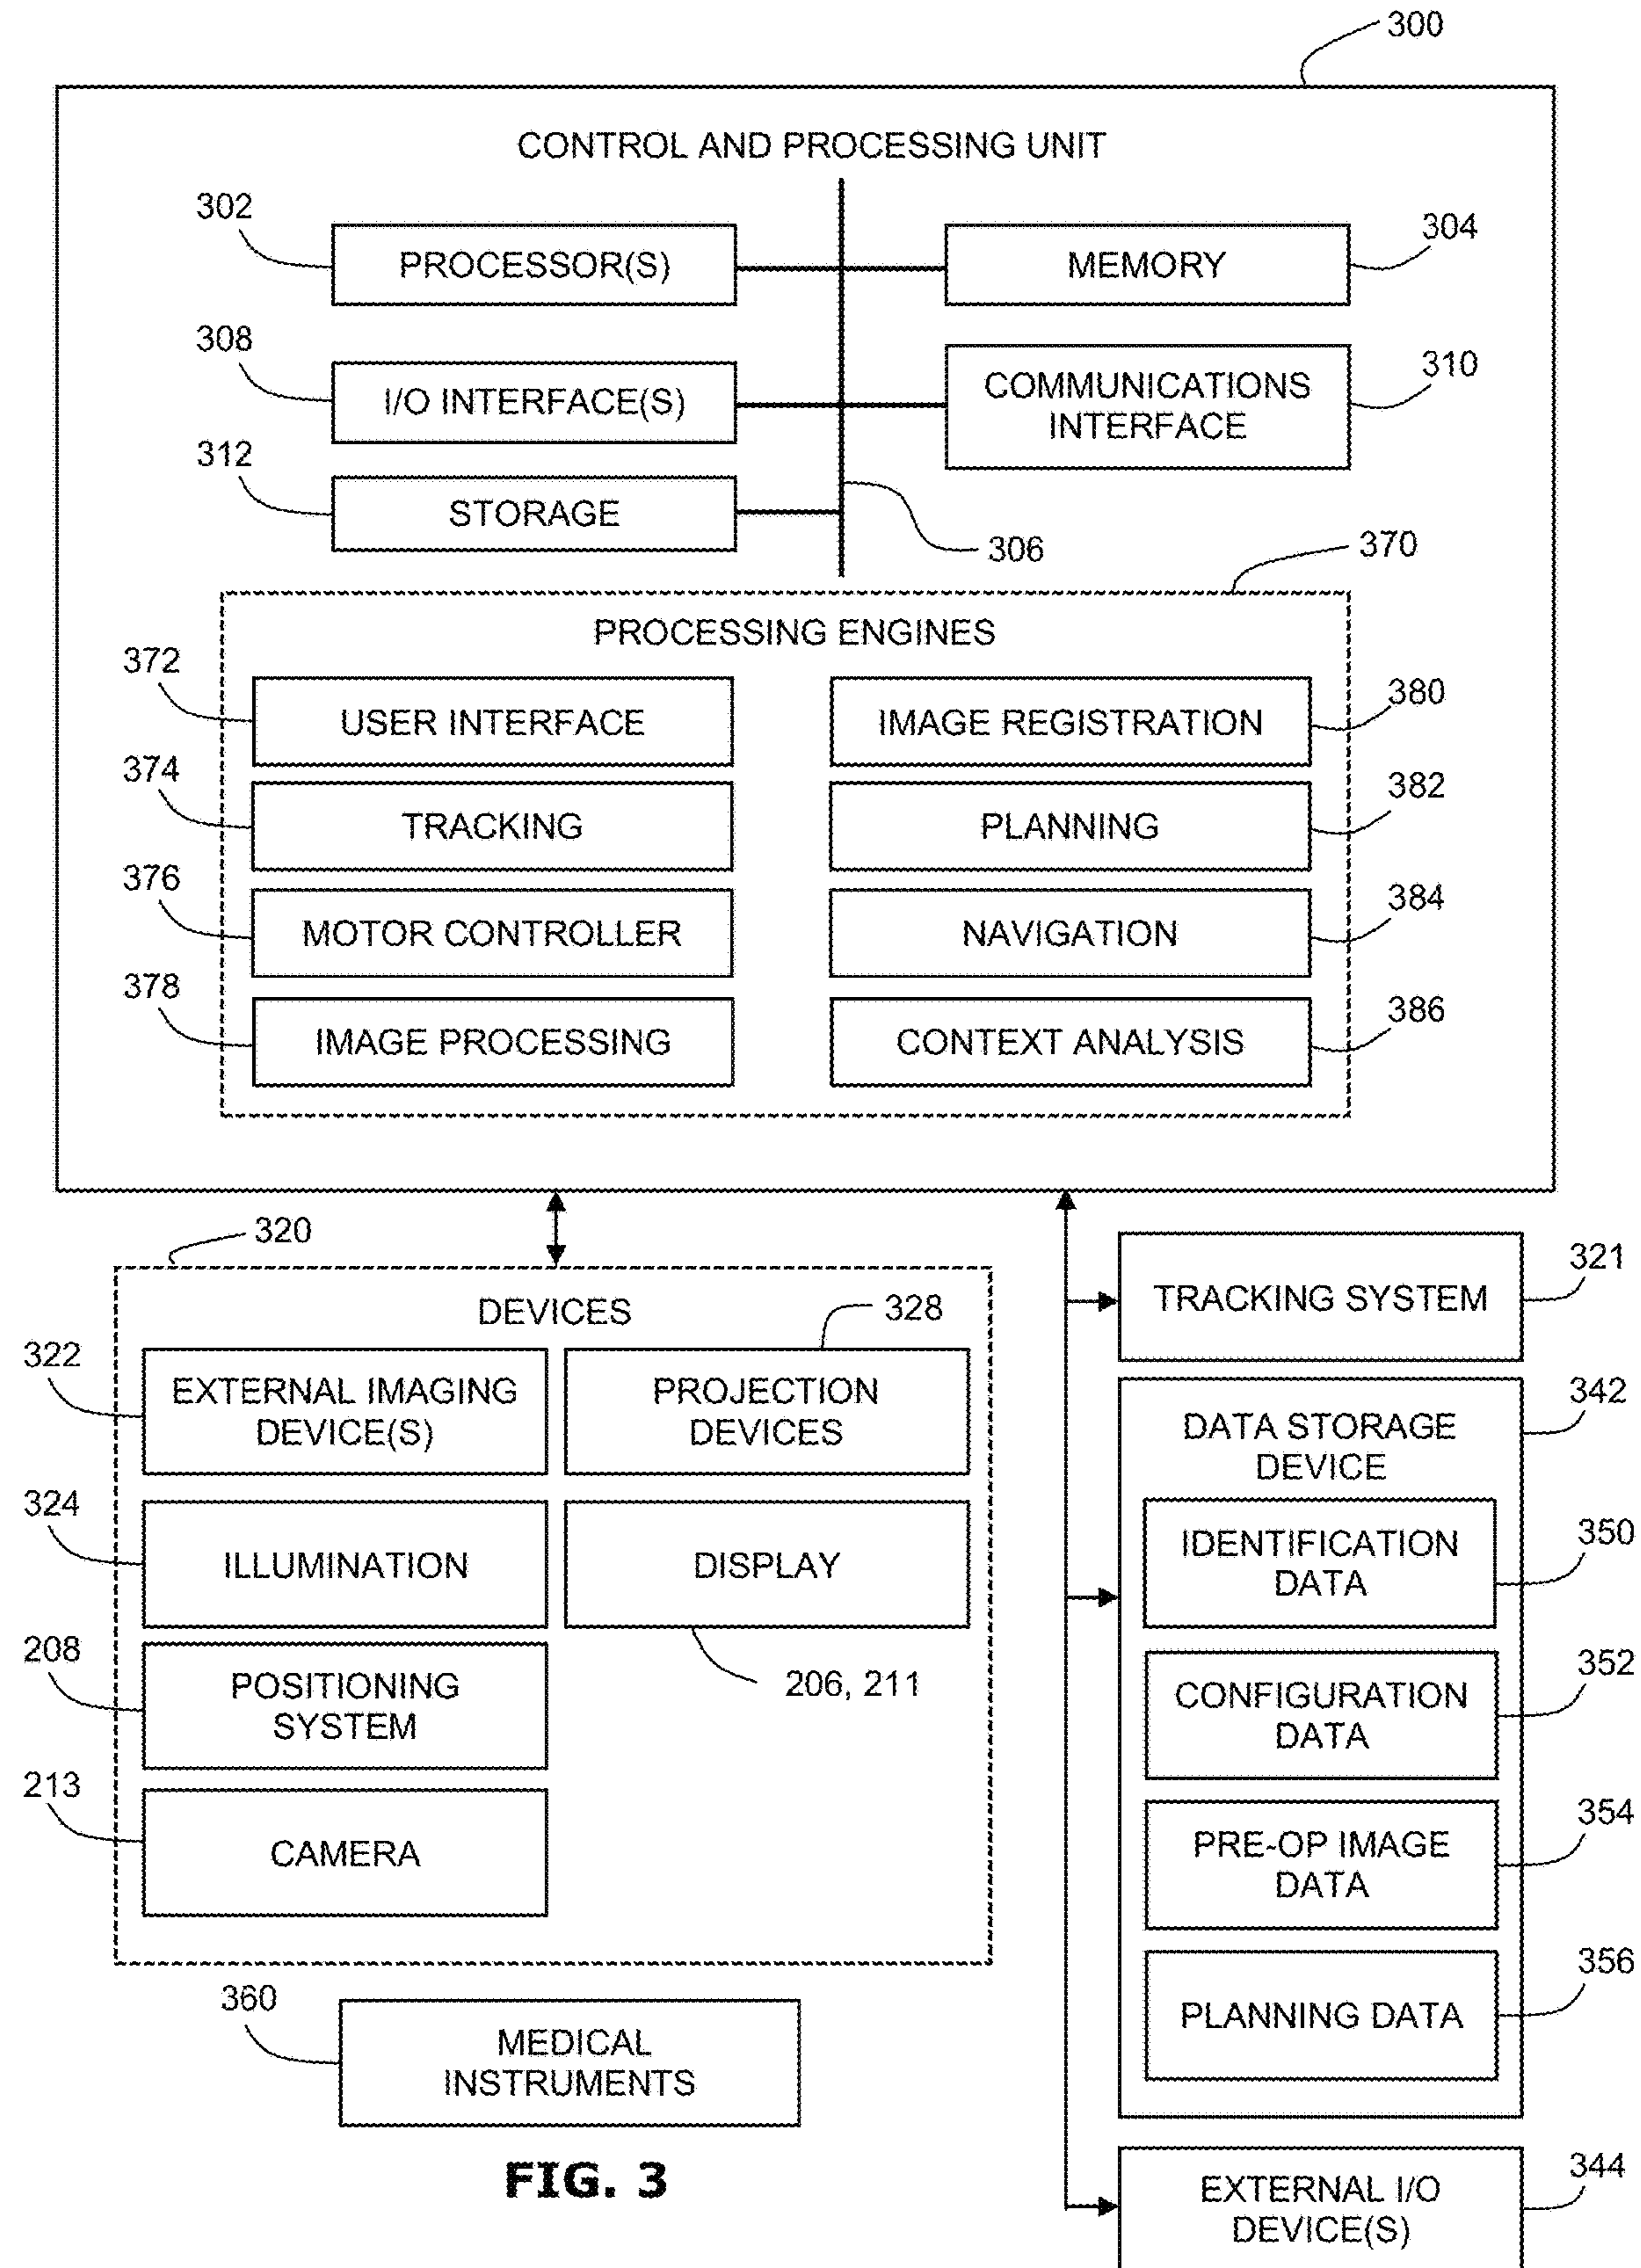 300
CONTROL AND PROCESSING UNIT
302
PROCESSOR(S)
MEMORY
304
308
I/O INTERFACE(S)
COMMUNICATIONS
INTERFACE
310
312
STORAGE
306
370
PROCESSING ENGINES
372
USER INTERFACE
IMAGE REGISTRATION
380
374
TRACKING
PLANNING
382
376
MOTOR CONTROLLER
NAVIGATION
384
378
IMAGE PROCESSING
CONTEXT ANALYSIS
386
320
DEVICES
328
322
EXTERNAL IMAGING
DEVICE(S)
PROJECTION
DEVICES
324
ILLUMINATION
DISPLAY
206, 211
208
POSITIONING
SYSTEM
213
CAMERA
360
MEDICAL
INSTRUMENTS
TRACKING SYSTEM
321
DATA STORAGE
DEVICE
342
IDENTIFICATION
DATA
350
CONFIGURATION
DATA
352
PRE-OP IMAGE
DATA
354
PLANNING DATA
356
EXTERNAL I/O
DEVICE(S)
344
FIG. 3